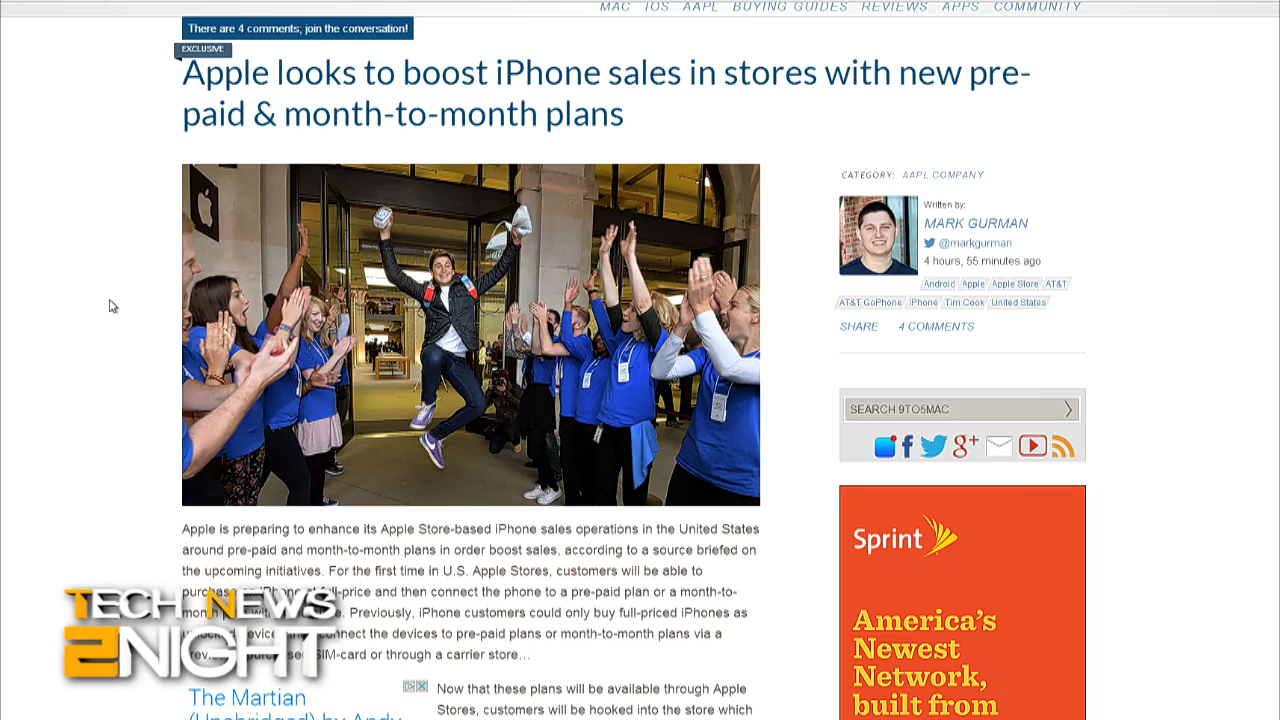 MAC IOS AAPL BUYING GUIDES REVIEWS APPS COMMUNITY
There are 4 comments; join the conversation!
EXCLUSIVE
Apple looks to boost iPhone sales in stores with new pre-
paid & month-to-month plans
CATEGORY: AAPL COMPANY
Written by:
MARK GURMAN
@markgurman
4 hours, 55 minutes ago
Android Apple Apple Store AT&T
AT&T GoPhone iPhone Tim Cook United States
SHARE 4 COMMENTS
SEARCH 9TO5MAC
Sprint
America's
Newest
Network,
built from
Apple is preparing to enhance its Apple Store-based iPhone sales operations in the United States
around pre-paid and month-to-month plans in order boost sales, according to a source briefed on
the upcoming initiatives. For the first time in U.S. Apple Stores, customers will be able to
full-price and then connect the phone to a pre-paid plan or a month-to-
Previously, iPhone customers could only buy full-priced iPhones as
connect the devices to pre-paid plans or month-to-month plans via a
SIM-card or through a carrier store…
TECH NEWS
2NIGHT
The Martian
(Unabridged) by Andy
Now that these plans will be available through Apple
Stores, customers will be hooked into the store which